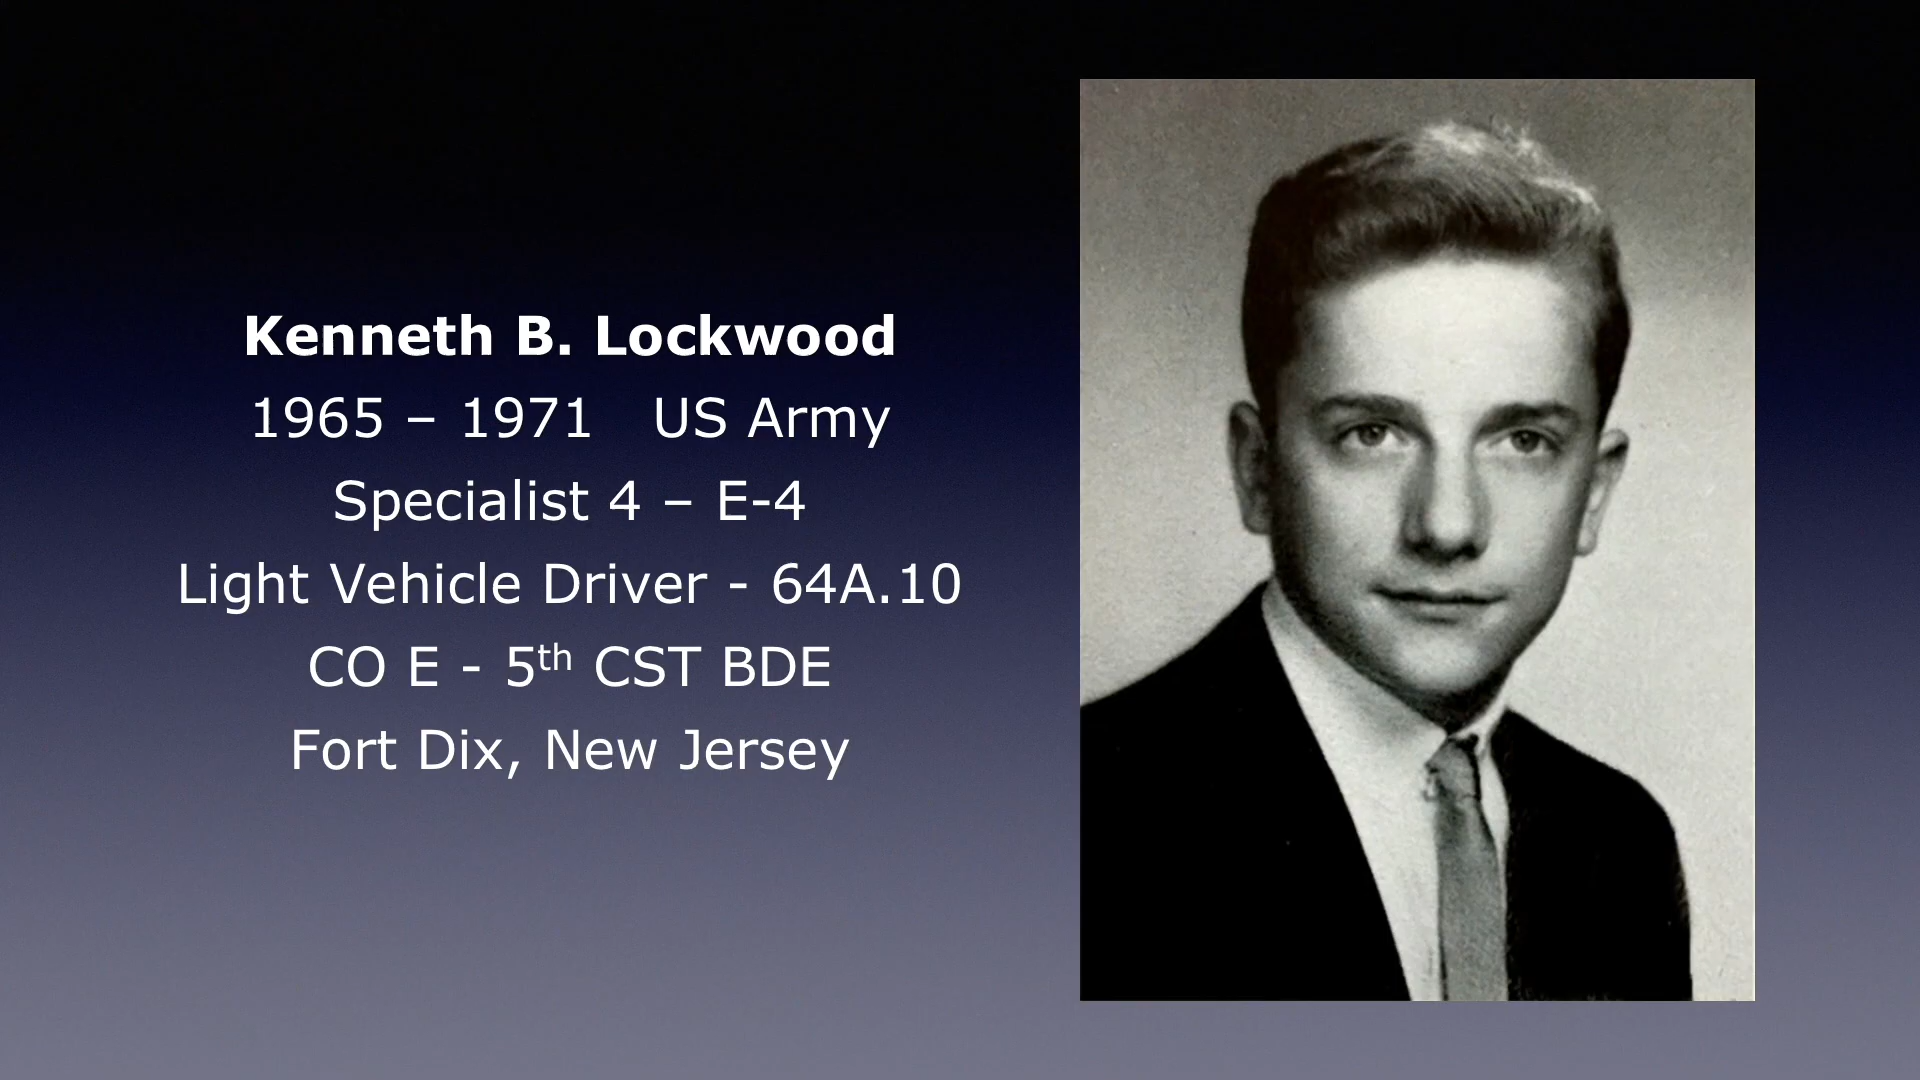 Kenneth B. Lockwood
1965 – 1971 US Army
Specialist 4 – E-4
Light Vehicle Driver - 64A.10
CO E - 5th CST BDE
Fort Dix, New Jersey